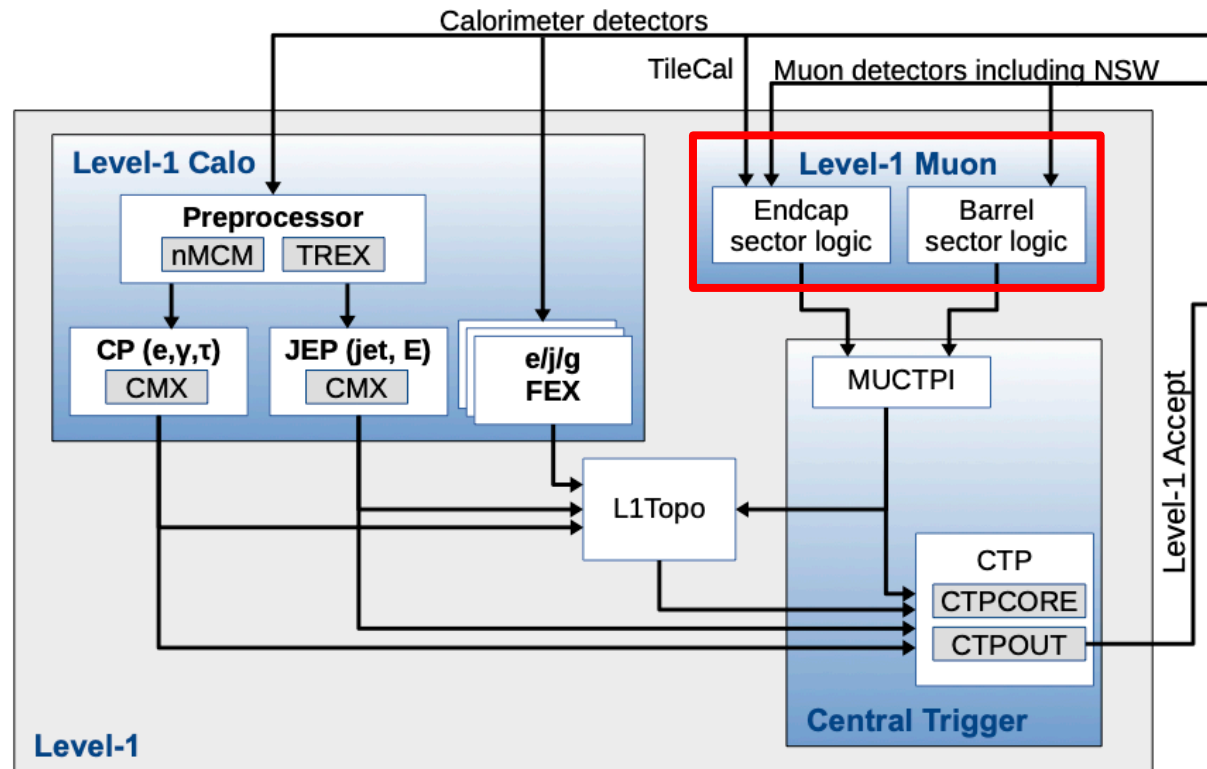 Calorimeter detectors
TileCal
Muon detectors including NSW
Level-1 Calo
Preprocessor
nMCM
TREX
CP (e,γ,τ)
CMX
JEP (jet, E)
CMX
e/j/g
FEX
Level-1 Muon
Endcap
sector logic
Barrel
sector logic
MUCTPI
L1Topo
CTP
CTPCORE
CTPOUT
Central Trigger
Level-1 Accept
Level-1